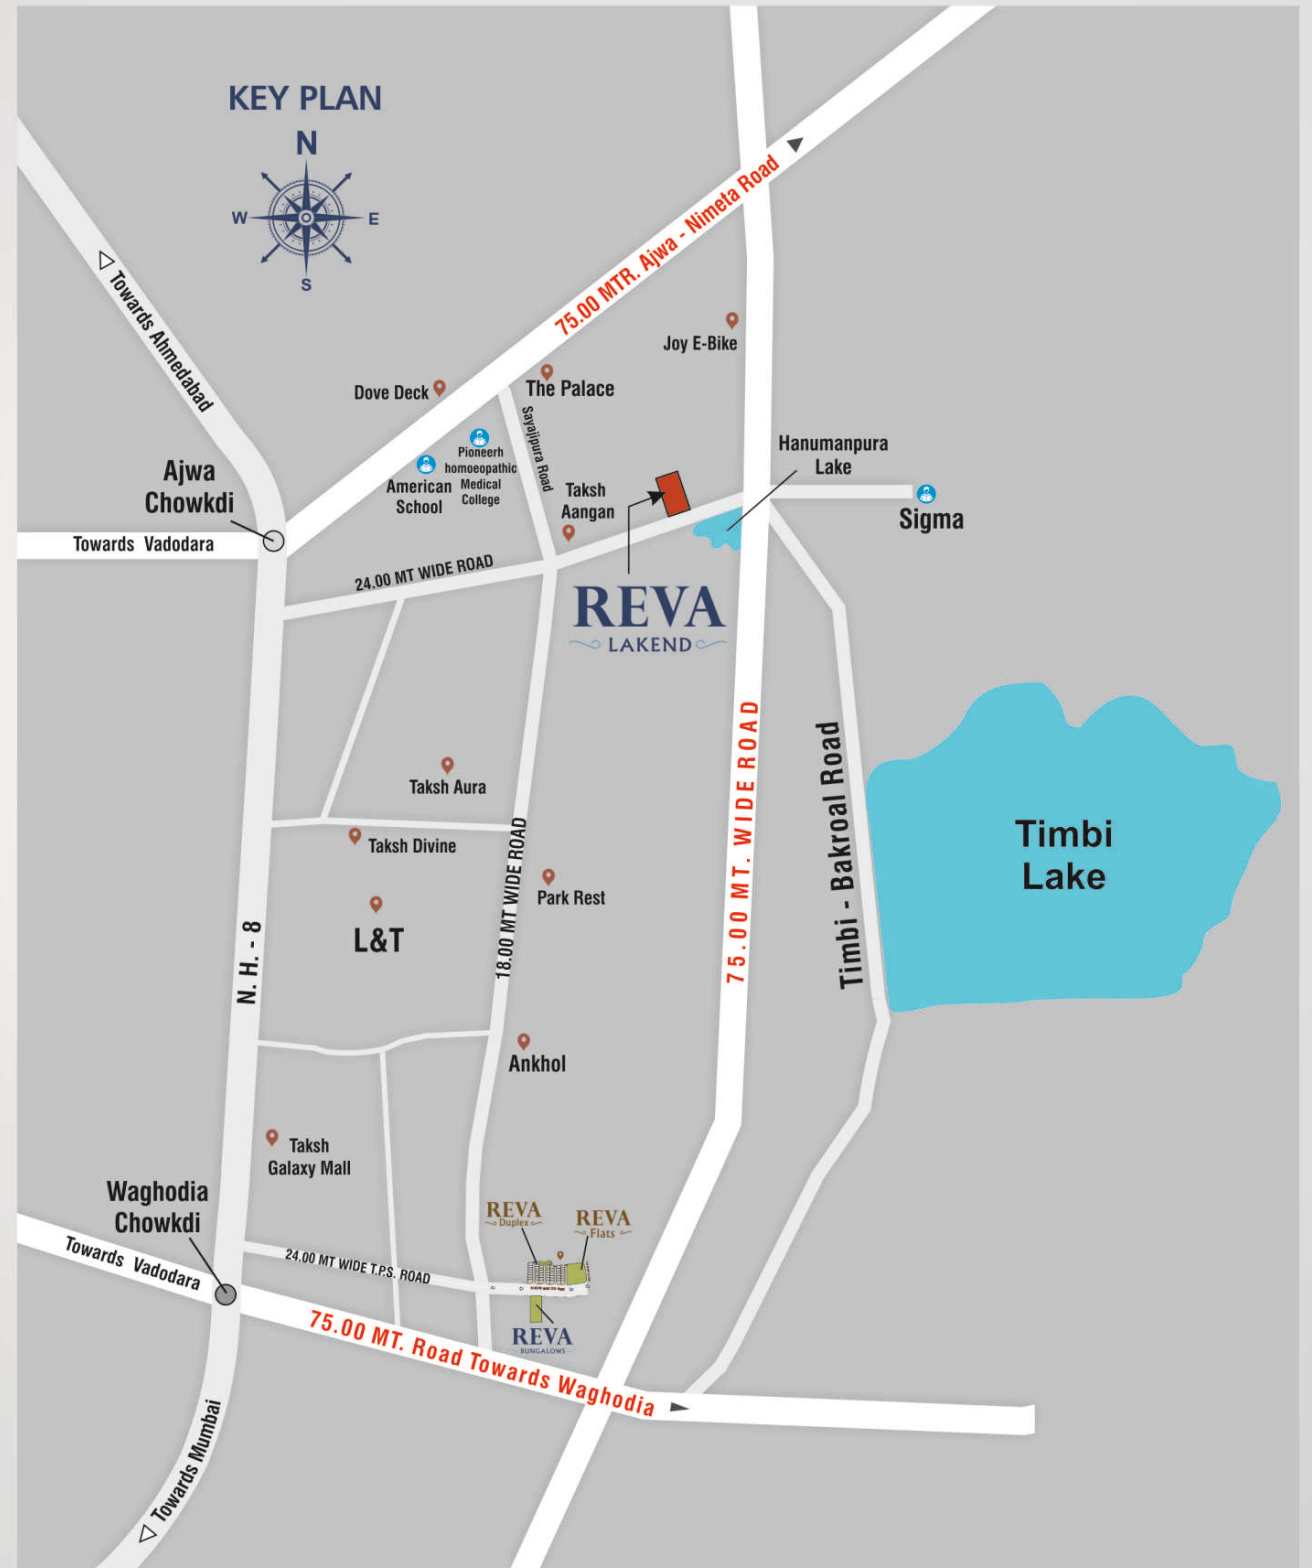 KEY PLAN
N
W
E
S
75.00 MTR. Ajwa - Nimeta Road
Towards Ahmedabad
Joy E-Bike
Dove Deck
The Palace
Sayajipura Road
Pioneerh
homoeopathic
Medical
College
American
School
Taksh
Aangan
Hanumanpura
Lake
Sigma
Ajwa
Chowkdi
Towards Vadodara
24.00 MT WIDE ROAD
REVA
LAKEND
75.00 MT. WIDE ROAD
Timbi - Bakroal Road
Timbi
Lake
Taksh Aura
Taksh Divine
18.00 MT WIDE ROAD
Park Rest
L&T
N. H. - 8
Ankhol
Taksh
Galaxy Mall
Waghodia
Chowkdi
REVA
Duplex
REVA
Flats
Towards Vadodara
24.00 MT WIDE T.P.S. ROAD
REVA
BUNGALOWS
75.00 MT. Road Towards Waghodia
Towards Mumbai